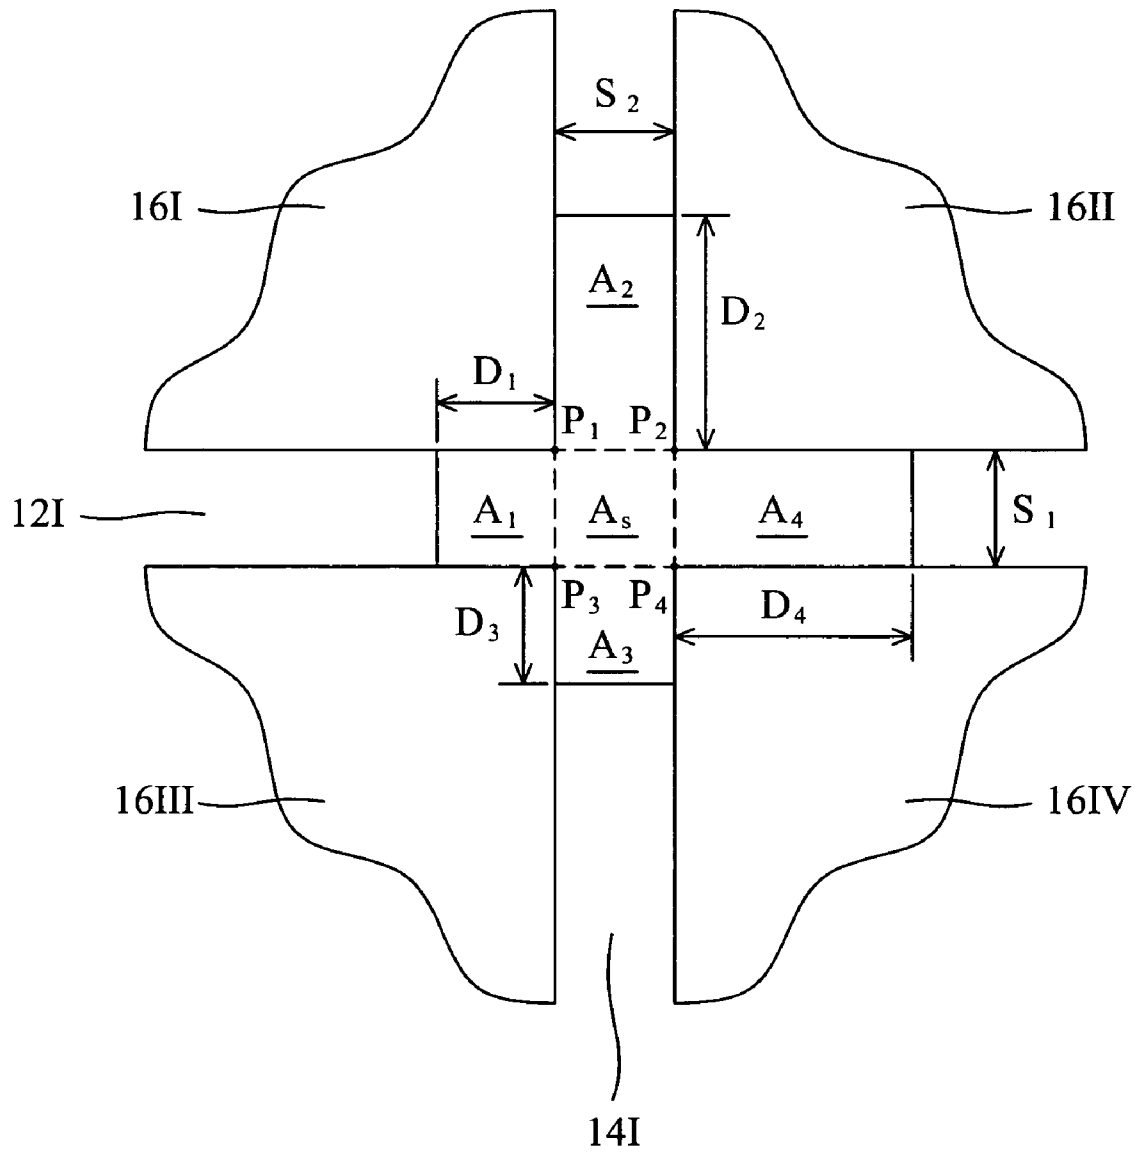 S2
16I
16II
A2
D2
D1
P1 P2
12I
A1 As A4
S1
P3 P4
D3
D4
A3
16III
16IV
14I